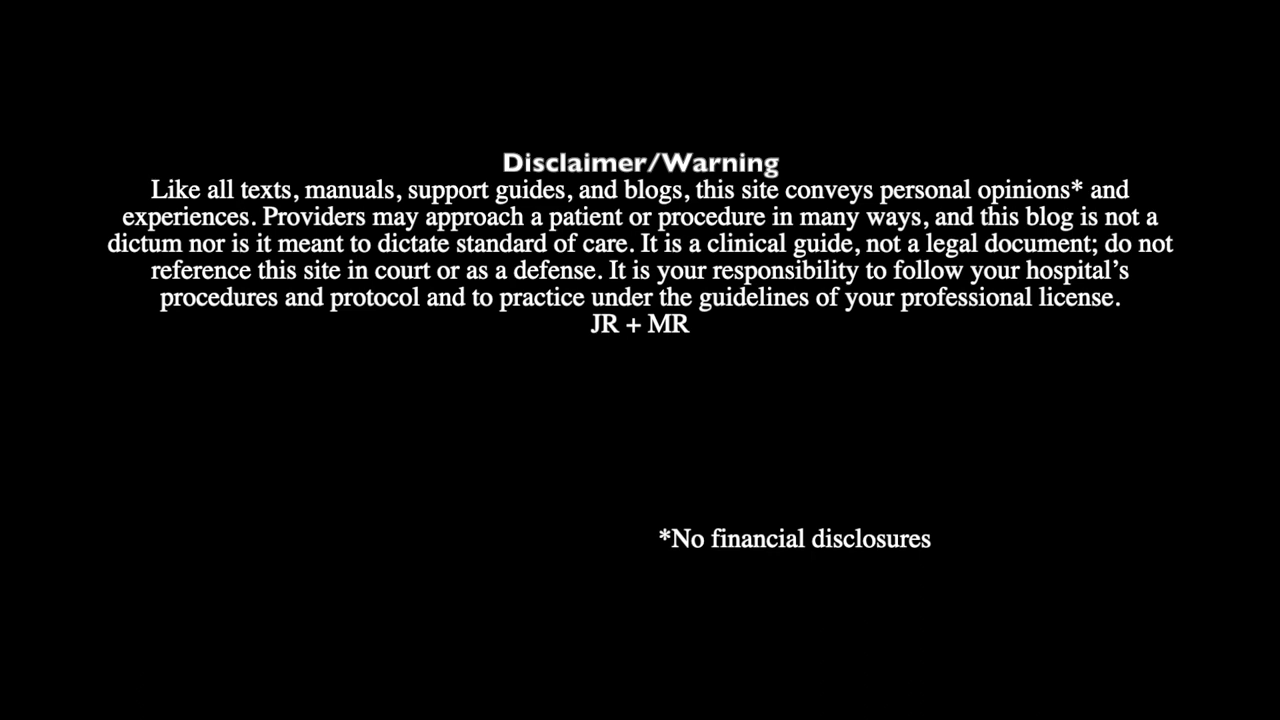 Disclaimer/Warning
Like all texts, manuals, support guides, and blogs, this site conveys personal opinions* and
experiences. Providers may approach a patient or procedure in many ways, and this blog is not a
dictum nor is it meant to dictate standard of care. It is a clinical guide, not a legal document; do not
reference this site in court or as a defense. It is your responsibility to follow your hospital’s
procedures and protocol and to practice under the guidelines of your professional license.
JR + MR
*No financial disclosures